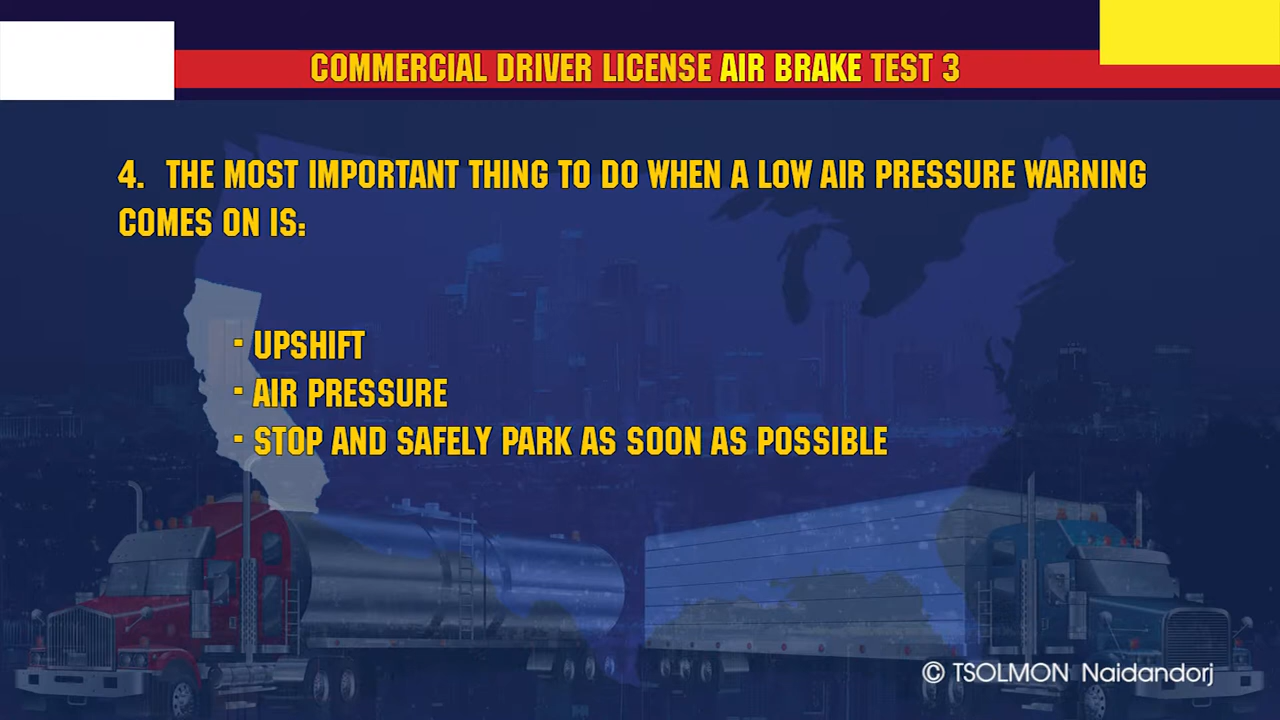 COMMERCIAL DRIVER LICENSE AIR BRAKE TEST 3
4. THE MOST IMPORTANT THING TO DO WHEN A LOW AIR PRESSURE WARNING
COMES ON IS:
- UPSHIFT
- AIR PRESSURE
- STOP AND SAFELY PARK AS SOON AS POSSIBLE
© TSOLMON Naidandorj